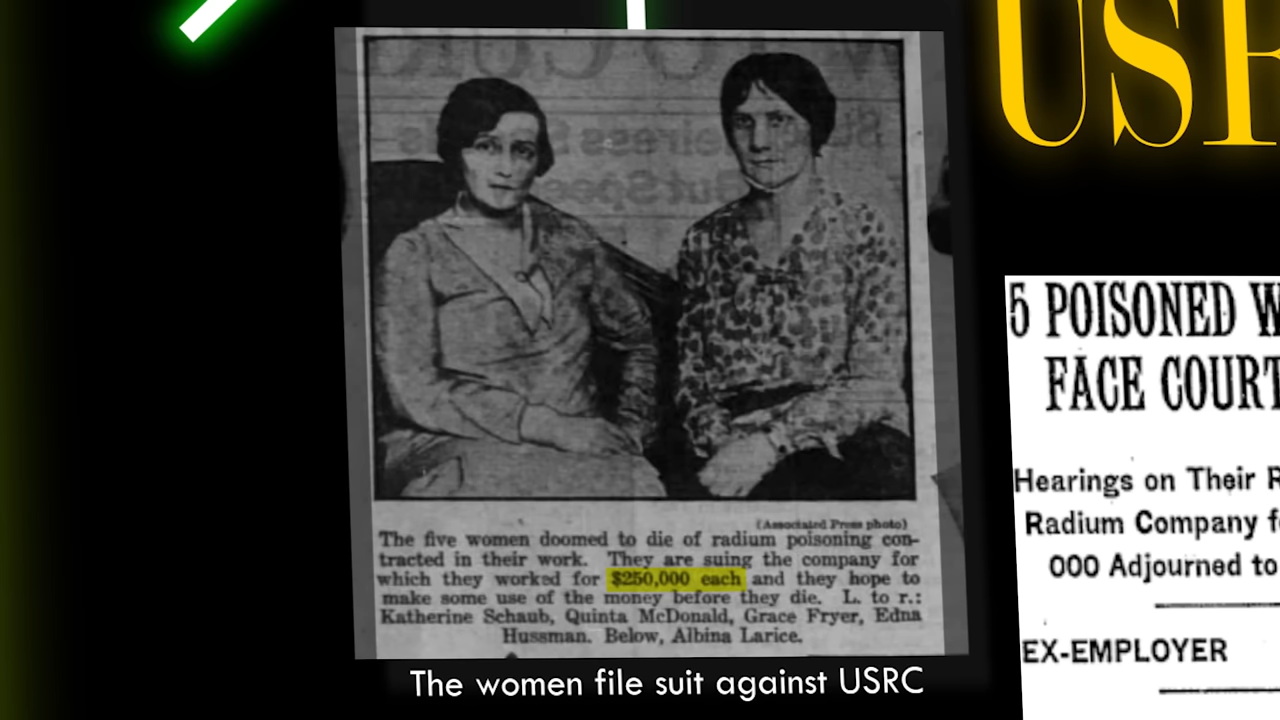 USR
(Associated Press photo)
The five women doomed to die of radium poisoning con-
tracted in their work. They are suing the company for
which they worked for $250,000 each and they hope to
make some use of the money before they die. L. to r.:
Katherine Schaub, Quinta McDonald, Grace Fryer, Edna
Hussman. Below, Albina Larice.
The women file suit against USRC
5 POISONED W
FACE COURT
Hearings on Their R
Radium Company f
000 Adjourned to
EX-EMPLOYER